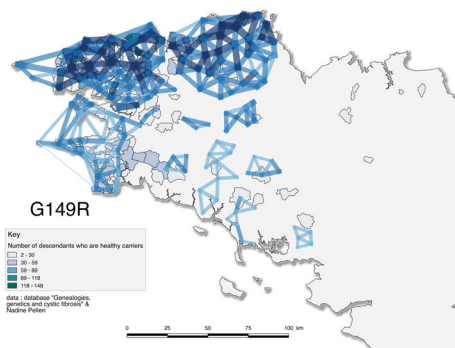 G149R
Key
Number of descendants who are healthy carriers
2 - 30
30 - 59
59 - 89
89 - 118
118 - 148
data : database "Genealogies,
genetics and cystic fibrosis" &
Nadine Pellen
0 25 50 75 100 km